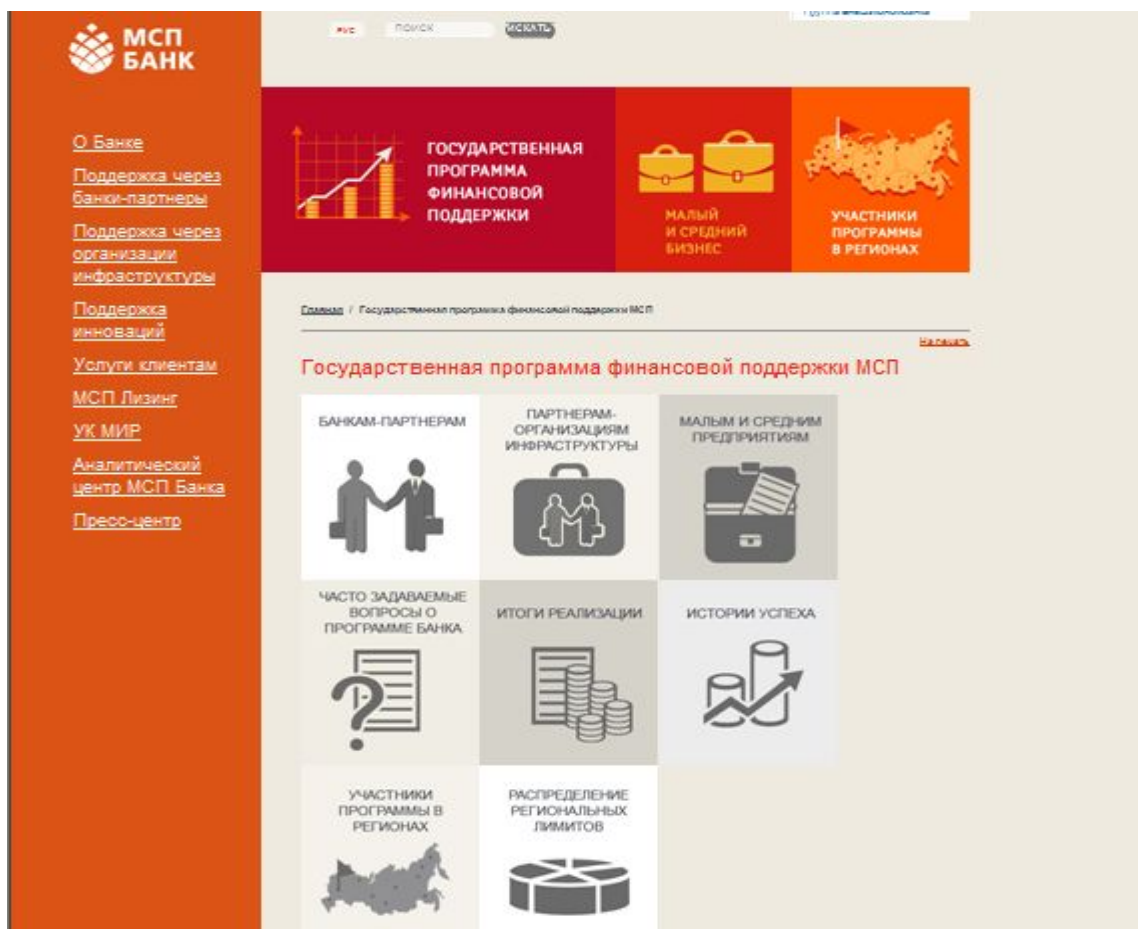 МСП
БАНК
РУС
ПОИСК
ИСКАТЬ
О Банке
Поддержка через
банки-партнеры
Поддержка через
организации
инфраструктуры
Поддержка
инноваций
Услуги клиентам
МСП Лизинг
УК МИР
Аналитический
центр МСП Банка
Пресс-центр
ГОСУДАРСТВЕННАЯ
ПРОГРАММА
ФИНАНСОВОЙ
ПОДДЕРЖКИ
МАЛЫЙ
И СРЕДНИЙ
БИЗНЕС
УЧАСТНИКИ
ПРОГРАММЫ
В РЕГИОНАХ
Главная / Государственная программа финансовой поддержки МСП
На печать
Государственная программа финансовой поддержки МСП
БАНКАМ-ПАРТНЕРАМ
ПАРТНЕРАМ-
ОРГАНИЗАЦИЯМ
ИНФРАСТРУКТУРЫ
МАЛЫМ И СРЕДНИМ
ПРЕДПРИЯТИЯМ
ЧАСТО ЗАДАВАЕМЫЕ
ВОПРОСЫ О
ПРОГРАММЕ БАНКА
ИТОГИ РЕАЛИЗАЦИИ
ИСТОРИИ УСПЕХА
УЧАСТНИКИ
ПРОГРАММЫ В
РЕГИОНАХ
РАСПРЕДЕЛЕНИЕ
РЕГИОНАЛЬНЫХ
ЛИМИТОВ